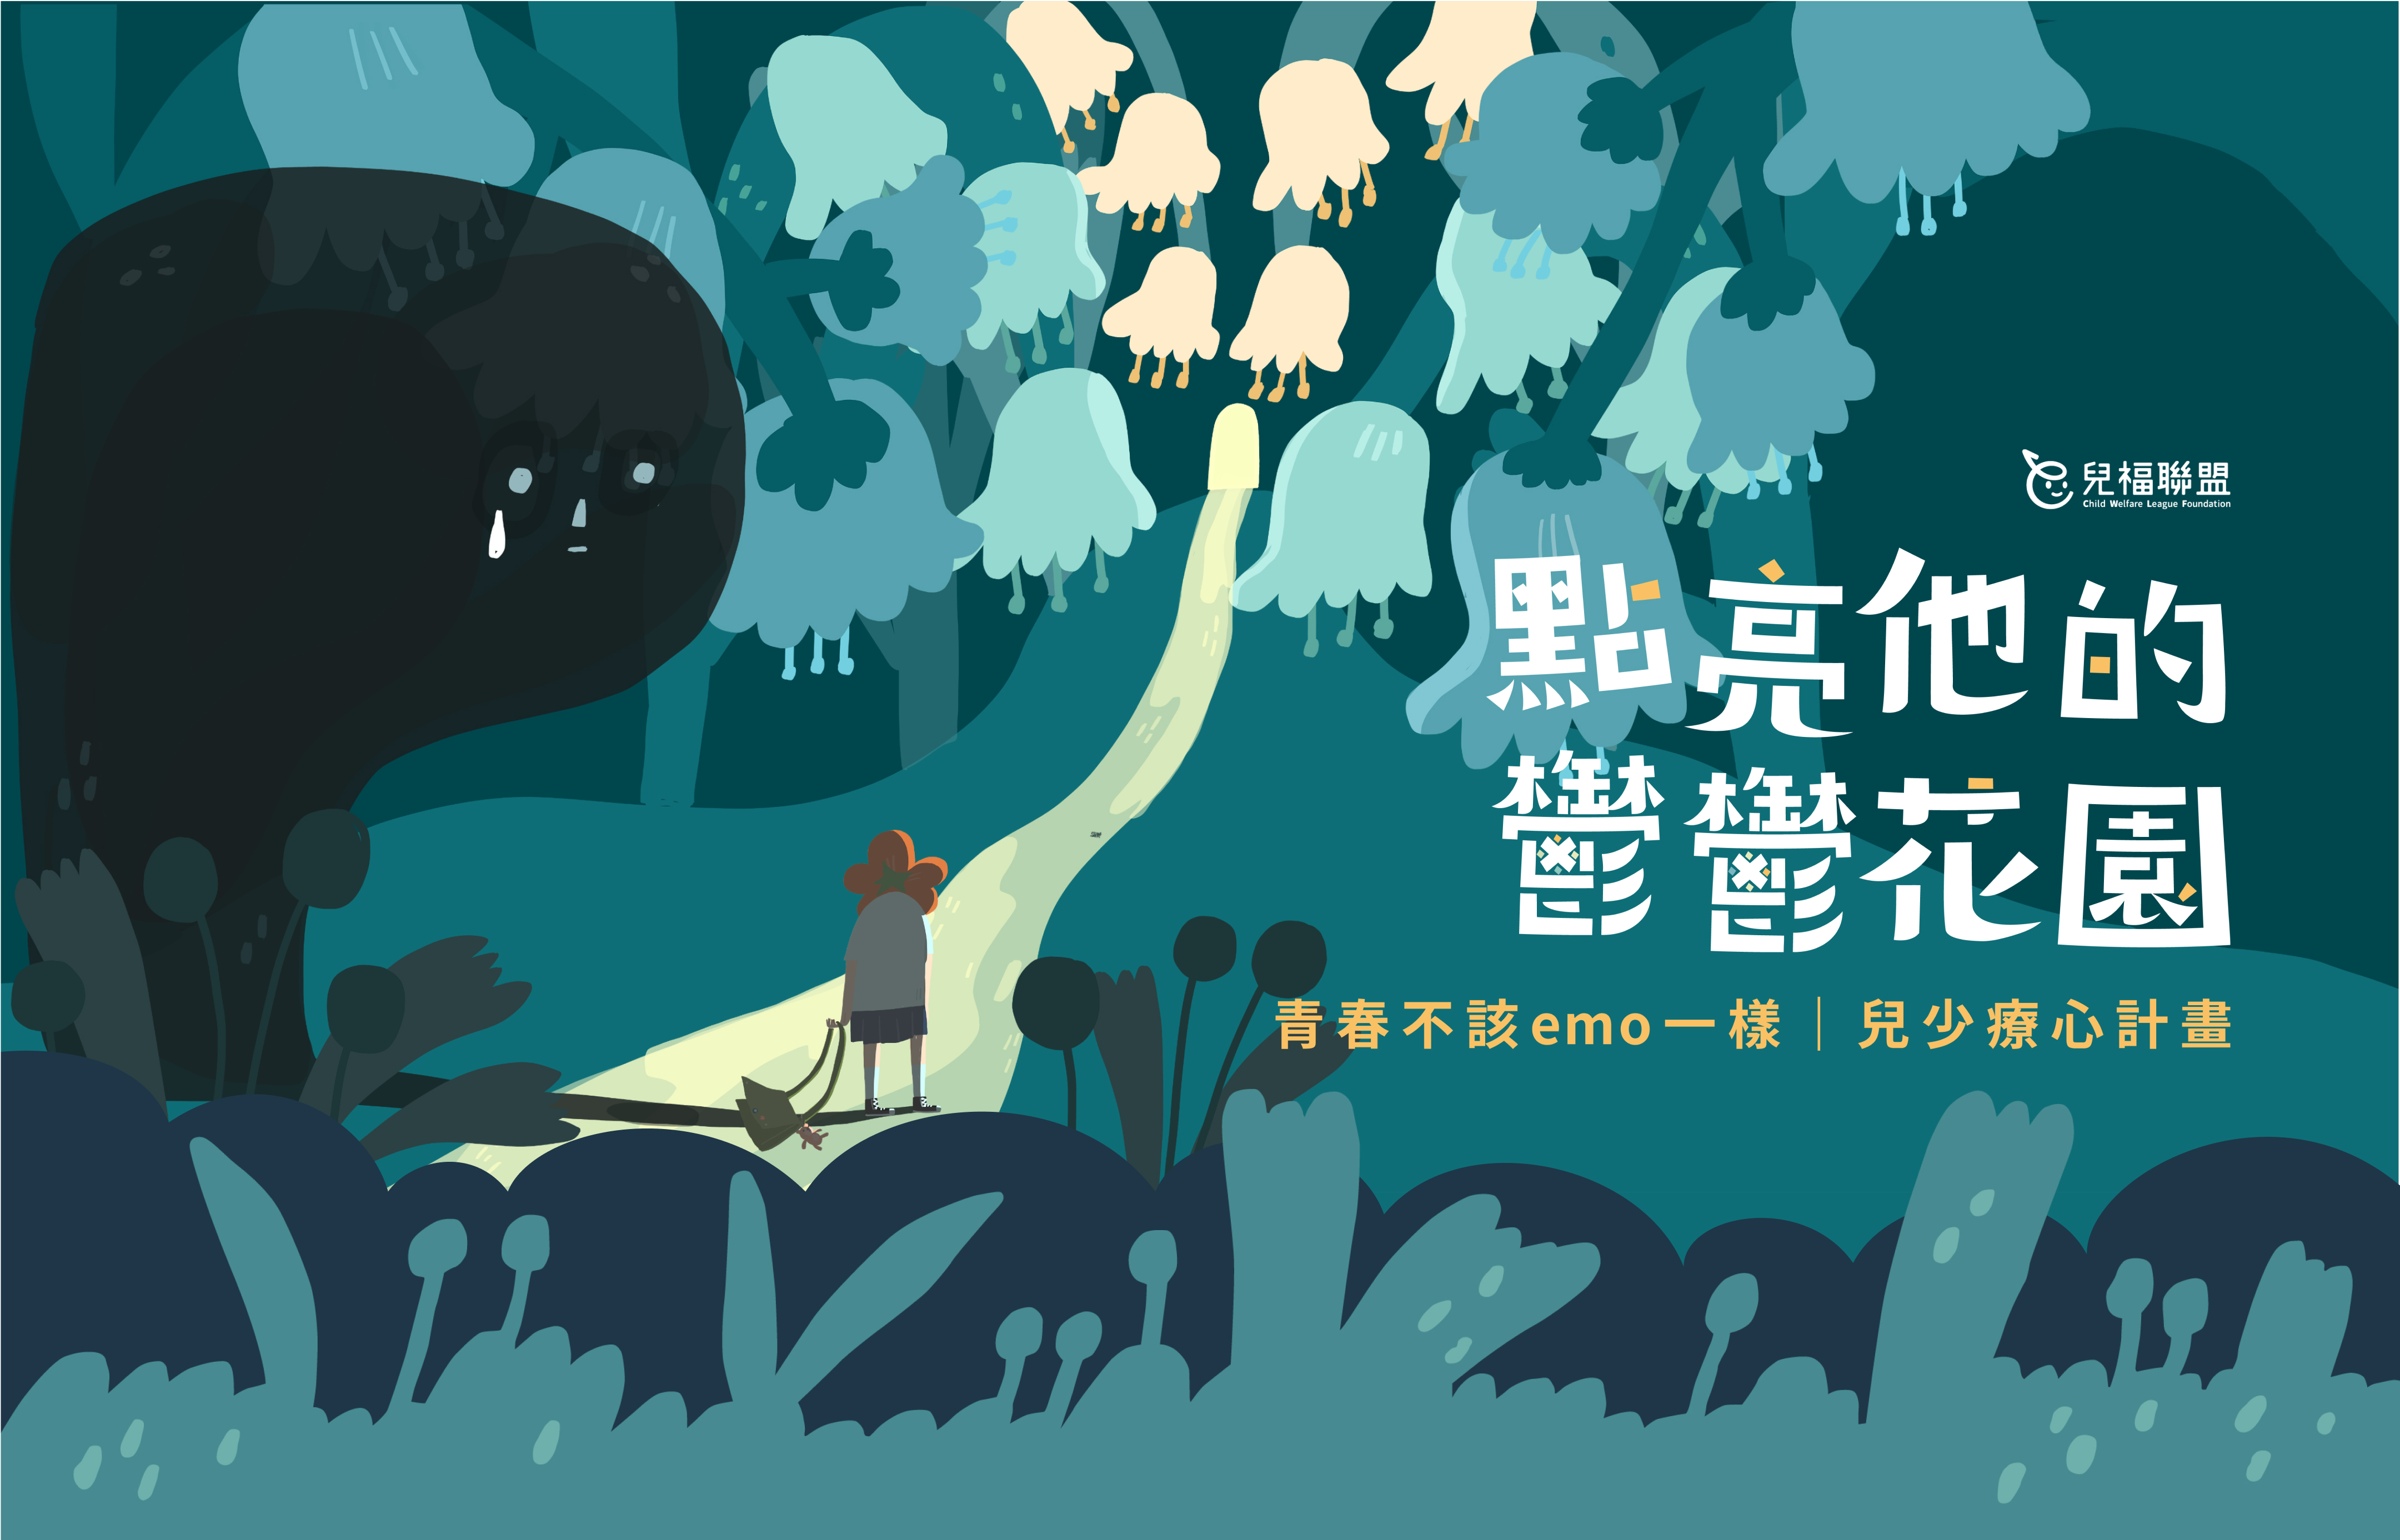 兒福聯盟
Child Welfare League Foundation
點亮他的
鬱鬱花園
青春不該emo一樣｜兒少療心計畫